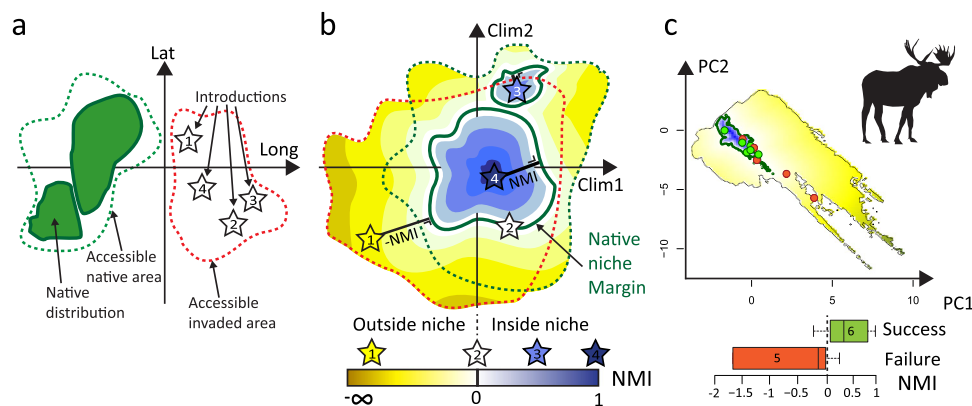 a
Lat
Introductions
1
Long
4
3
2
Accessible
native area
Native
distribution
Accessible
invaded area
b
Clim2
3
4
NMI
Clim1
1
-NMI
2
Native
niche
Margin
Outside niche
Inside niche
1
2
3
4
NMI
-∞
0
1
c
PC2
0
−5
−10
0
5
10
PC1
6
Success
5
Failure
−2
−1.5
−1
−0.5
0
0.5
1
NMI